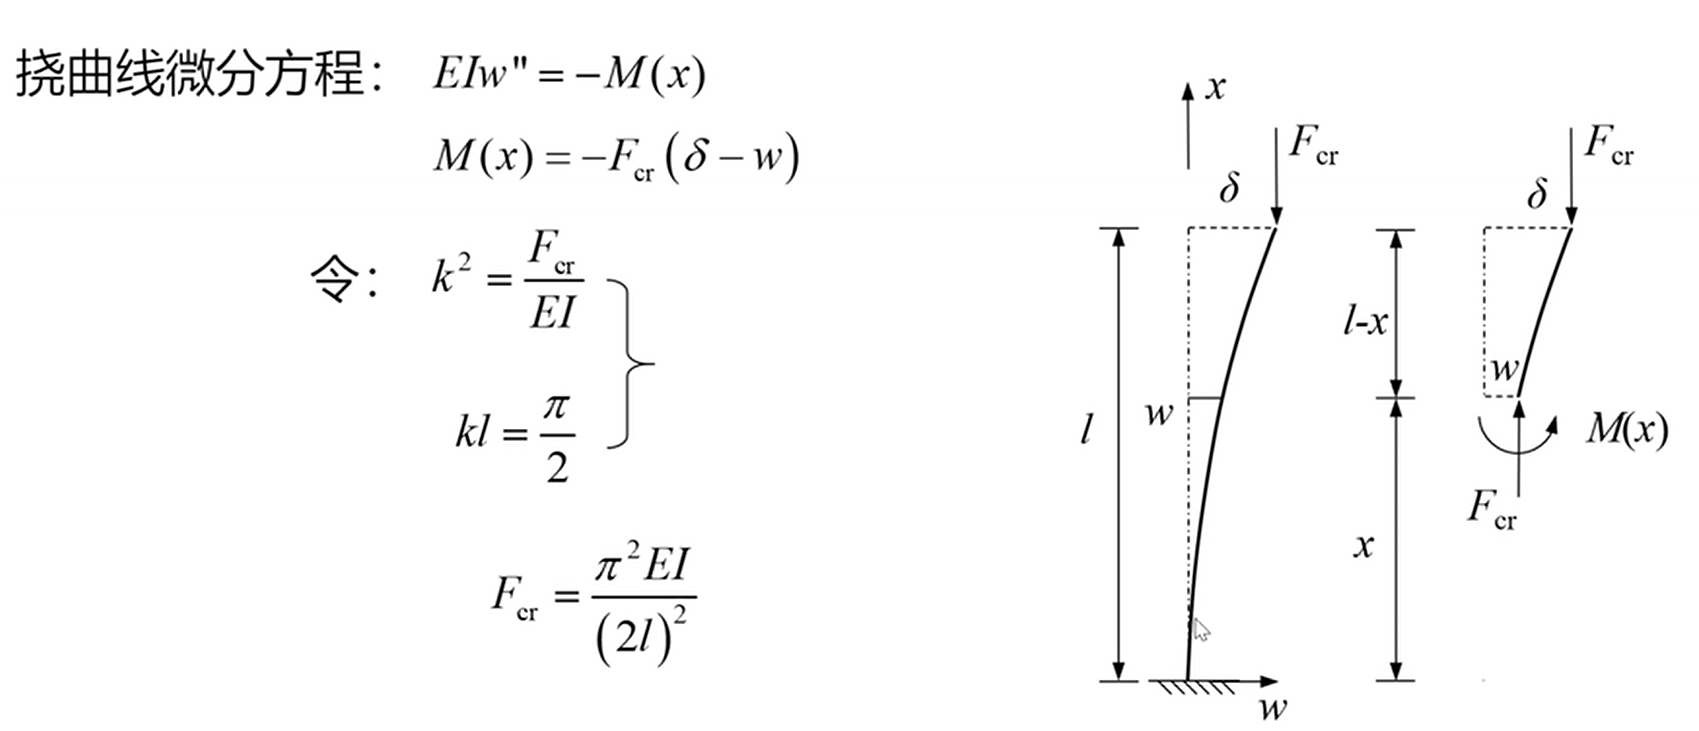 挠曲线微分方程： EIw" = −M(x)
M(x) = −F_cr(δ − w)
令： k² = F_cr / EI
kl = π / 2
F_cr = π²EI / (2l)²
x
F_cr
δ
l
w
w
F_cr
δ
l-x
w
M(x)
F_cr
x